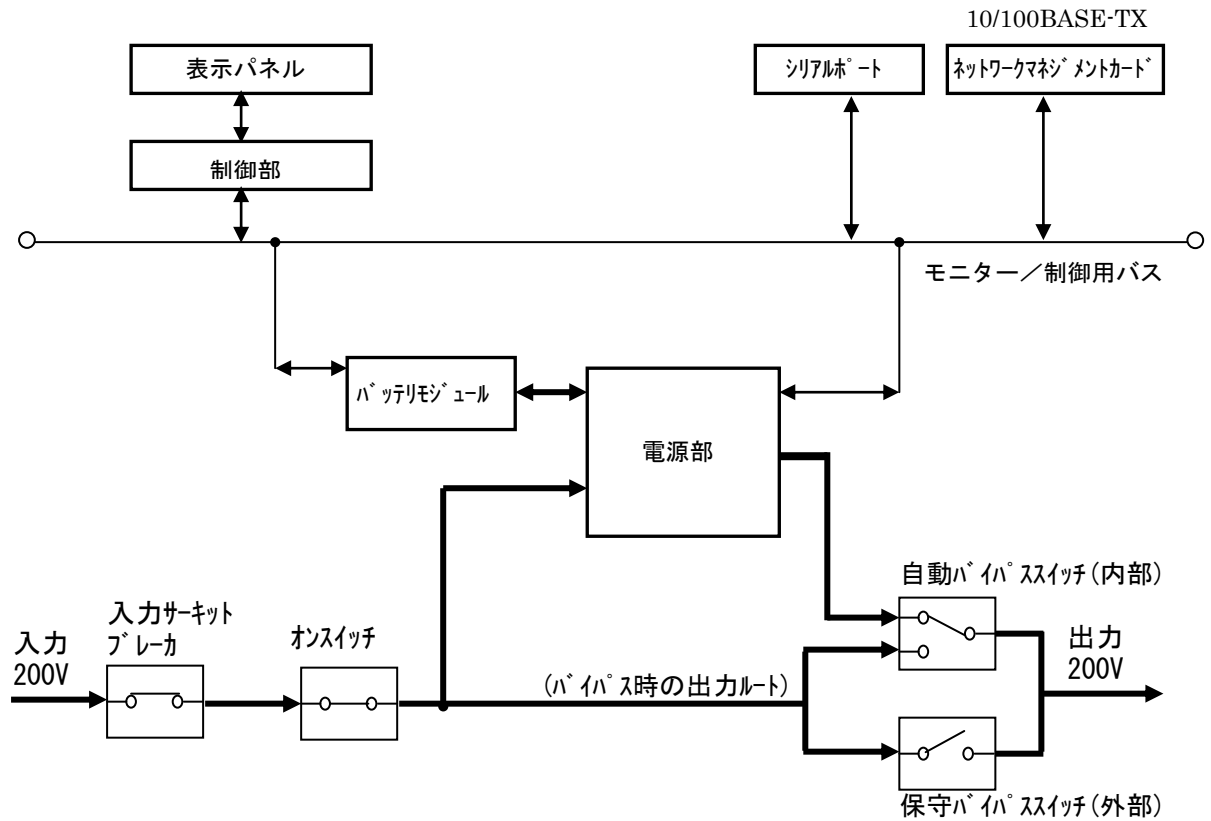 10/100BASE-TX
表示パネル
ｼﾘｱﾙﾎﾟｰﾄ
ﾈｯﾄﾜｰｸﾏﾈｼﾞﾒﾝﾄｶｰﾄﾞ
制御部
モニター／制御用バス
ﾊﾞｯﾃﾘﾓｼﾞｭｰﾙ
電源部
自動ﾊﾞｲﾊﾟｽｽｲｯﾁ(内部)
入力ｻｰｷｯﾄ
ﾌﾞﾚｰｶ
ｵﾝｽｲｯﾁ
入力
200V
(ﾊﾞｲﾊﾟｽ時の出力ﾙｰﾄ)
出力
200V
保守ﾊﾞｲﾊﾟｽｽｲｯﾁ(外部)